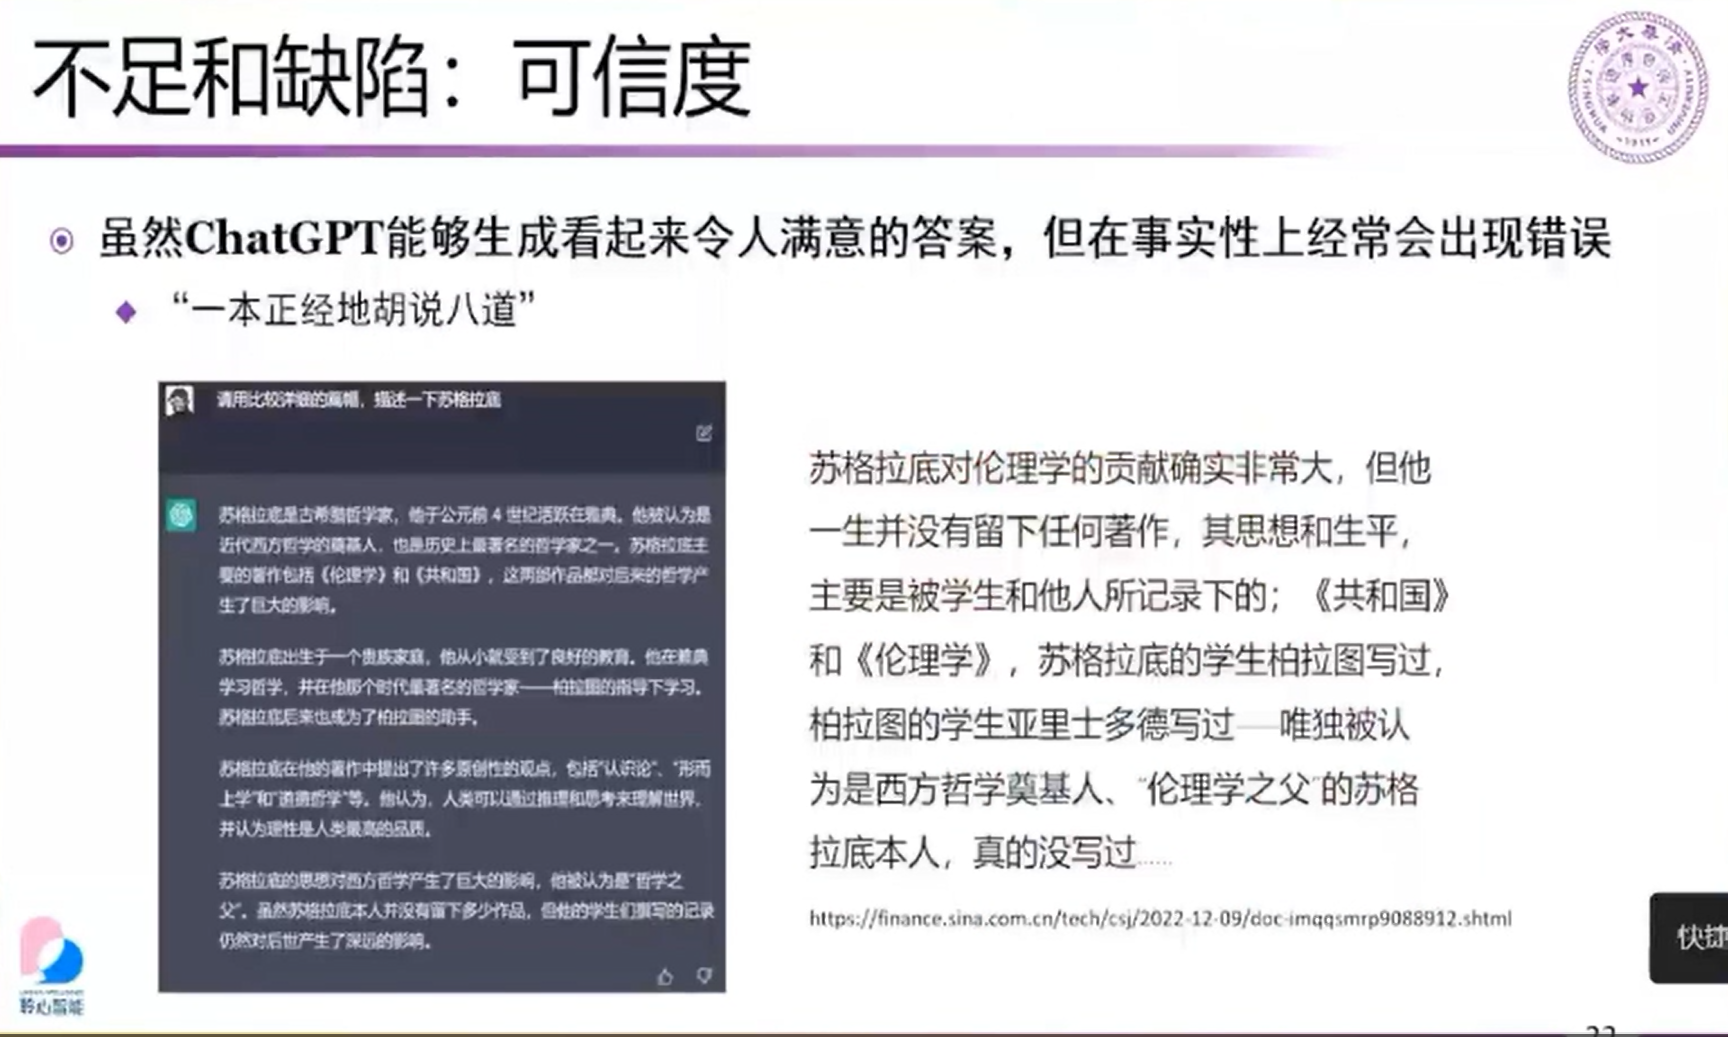 不足和缺陷：可信度
虽然ChatGPT能够生成看起来令人满意的答案，但在事实性上经常会出现错误
“一本正经地胡说八道”
请用比较详细的篇幅，描述一下苏格拉底
苏格拉底是古希腊哲学家，他于公元前 4 世纪活跃在雅典。他被认为是
近代西方哲学的奠基人，也是历史上最著名的哲学家之一。苏格拉底主
要的著作包括《伦理学》和《共和国》，这两部作品都对后来的哲学产
生了巨大的影响。
苏格拉底出生于一个贵族家庭，他从小就受到了良好的教育。他在雅典
学习哲学，并在他那个时代最著名的哲学家——柏拉图的指导下学习。
苏格拉底后来也成为了柏拉图的助手。
苏格拉底在他的著作中提出了许多原创性的观点，包括“认识论”、“形而
上学”和“道德哲学”等。他认为，人类可以通过推理和思考来理解世界，
并认为理性是人类最高的品质。
苏格拉底的思想对西方哲学产生了巨大的影响，他被认为是“哲学之
父”。虽然苏格拉底本人并没有留下多少作品，但他的学生们撰写的记录
仍然对后世产生了深远的影响。
苏格拉底对伦理学的贡献确实非常大，但他
一生并没有留下任何著作，其思想和生平，
主要是被学生和他人所记录下的；《共和国》
和《伦理学》，苏格拉底的学生柏拉图写过，
柏拉图的学生亚里士多德写过——唯独被认
为是西方哲学奠基人、“伦理学之父”的苏格
拉底本人，真的没写过……
https://finance.sina.com.cn/tech/csj/2022-12-09/doc-imqqsmrp9088912.shtml
聆心智能
快捷
TSINGHUA UNIVERSITY
-1911-